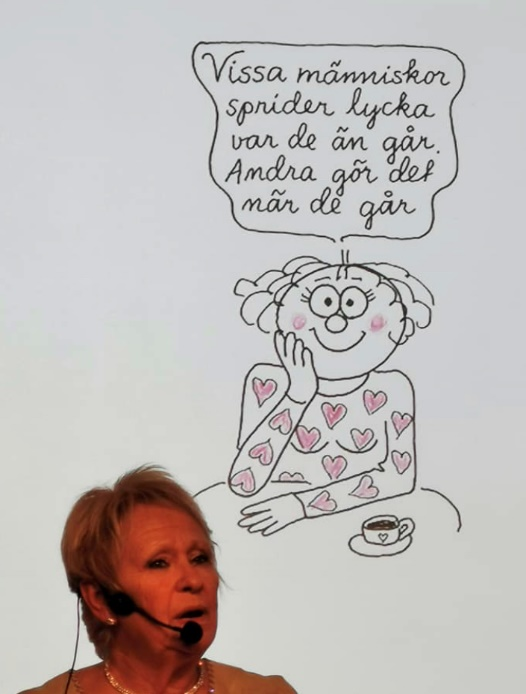 Vissa människor
sprider lycka
var de än går.
Andra gör det
när de går